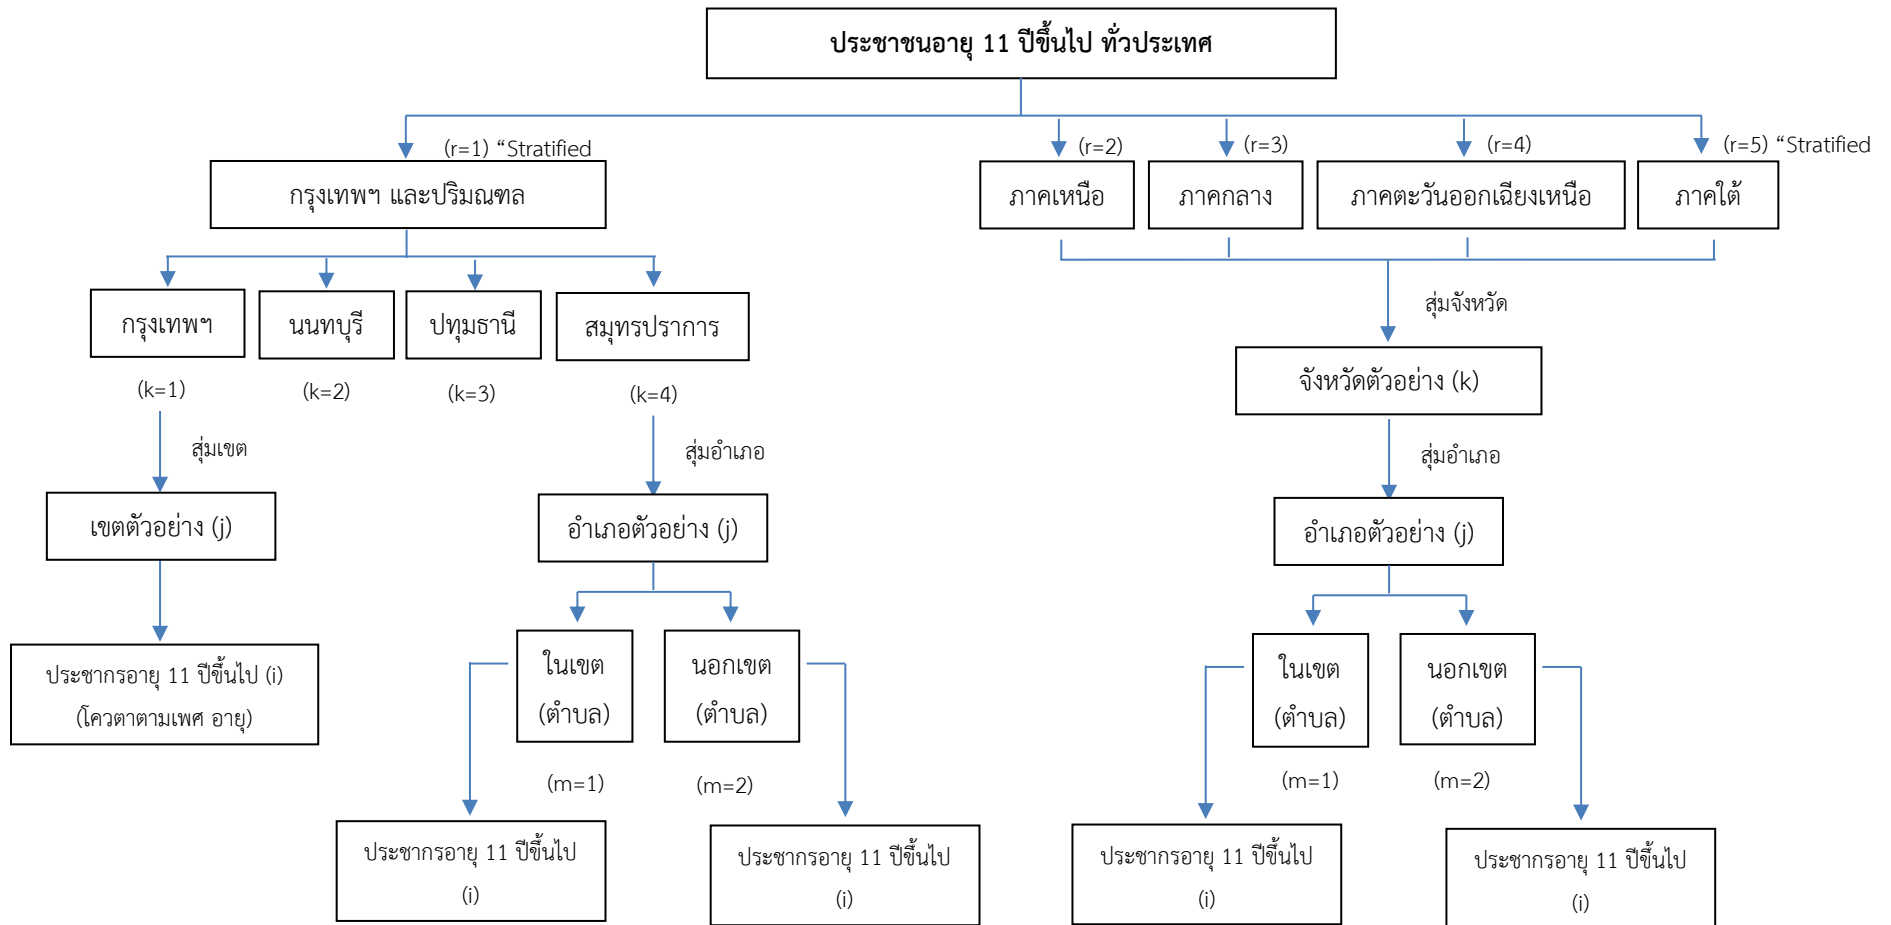 ประชาชนอายุ 11 ปีขึ้นไป ทั่วประเทศ
(r=1) “Stratified
(r=2)
(r=3)
(r=4)
(r=5) “Stratified
กรุงเทพฯ และปริมณฑล
ภาคเหนือ
ภาคกลาง
ภาคตะวันออกเฉียงเหนือ
ภาคใต้
กรุงเทพฯ
นนทบุรี
ปทุมธานี
สมุทรปราการ
สุ่มจังหวัด
(k=1)
(k=2)
(k=3)
(k=4)
จังหวัดตัวอย่าง (k)
สุ่มเขต
สุ่มอำเภอ
สุ่มอำเภอ
เขตตัวอย่าง (j)
อำเภอตัวอย่าง (j)
อำเภอตัวอย่าง (j)
ประชากรอายุ 11 ปีขึ้นไป (i)
(โควตาตามเพศ อายุ)
ในเขต
(ตำบล)
นอกเขต
(ตำบล)
ในเขต
(ตำบล)
นอกเขต
(ตำบล)
(m=1)
(m=2)
(m=1)
(m=2)
ประชากรอายุ 11 ปีขึ้นไป
(i)
ประชากรอายุ 11 ปีขึ้นไป
(i)
ประชากรอายุ 11 ปีขึ้นไป
(i)
ประชากรอายุ 11 ปีขึ้นไป
(i)